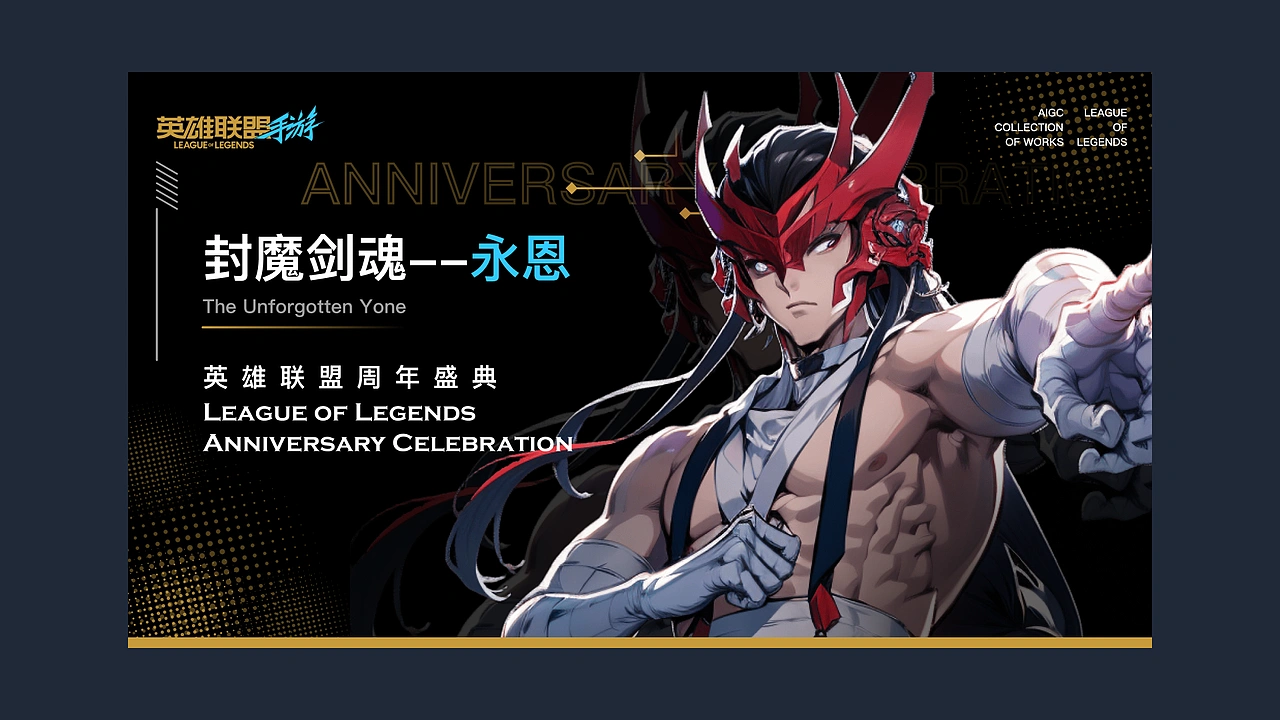 英雄联盟手游
LEAGUE OF LEGENDS
AIGC
COLLECTION
OF WORKS
LEAGUE
OF
LEGENDS
ANNIVERSARY
封魔剑魂--永恩
The Unforgotten Yone
英雄联盟周年盛典
LEAGUE OF LEGENDS
ANNIVERSARY CELEBRATION